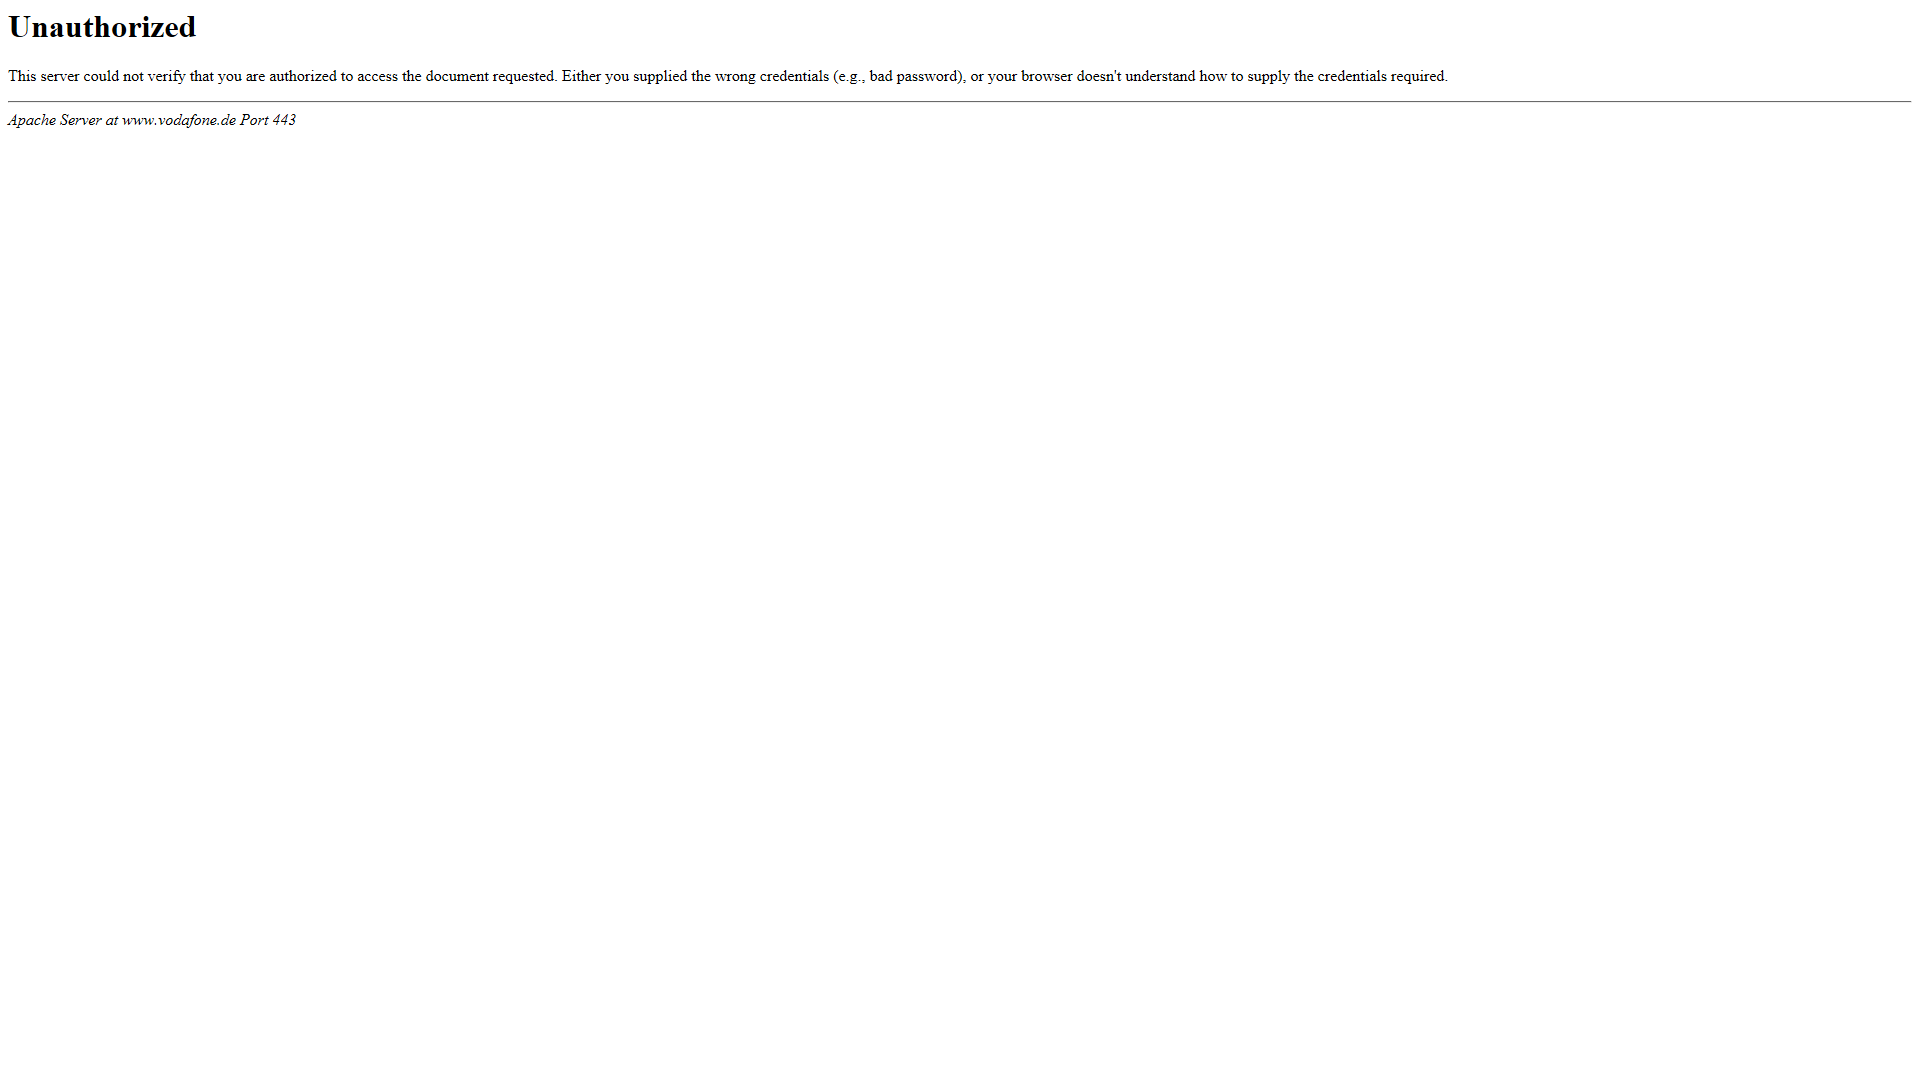 Unauthorized
This server could not verify that you are authorized to access the document requested. Either you supplied the wrong credentials (e.g., bad password), or your browser doesn't understand how to supply the credentials required.
Apache Server at www.vodafone.de Port 443